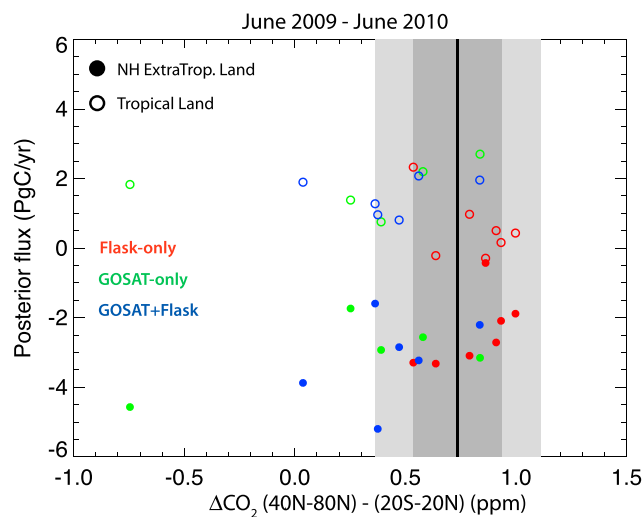 June 2009 - June 2010
6
4
2
0
-2
-4
-6
Posterior flux (PgC/yr)
NH ExtraTrop. Land
Tropical Land
Flask-only
GOSAT-only
GOSAT+Flask
-1.0 -0.5 0.0 0.5 1.0 1.5
ΔCO₂ (40N-80N) - (20S-20N) (ppm)